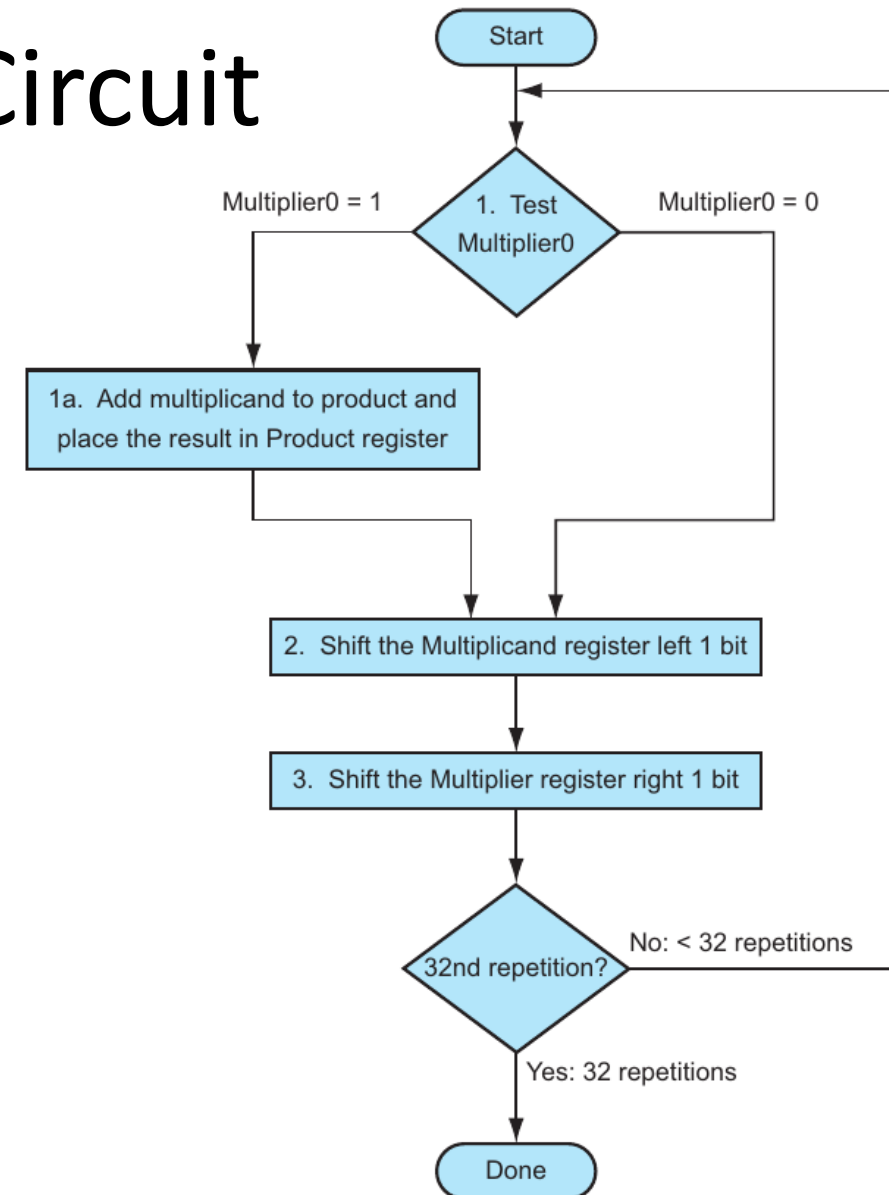 Circuit
Start
Multiplier0 = 1
1. Test
Multiplier0
Multiplier0 = 0
1a. Add multiplicand to product and
place the result in Product register
2. Shift the Multiplicand register left 1 bit
3. Shift the Multiplier register right 1 bit
32nd repetition?
No: < 32 repetitions
Yes: 32 repetitions
Done